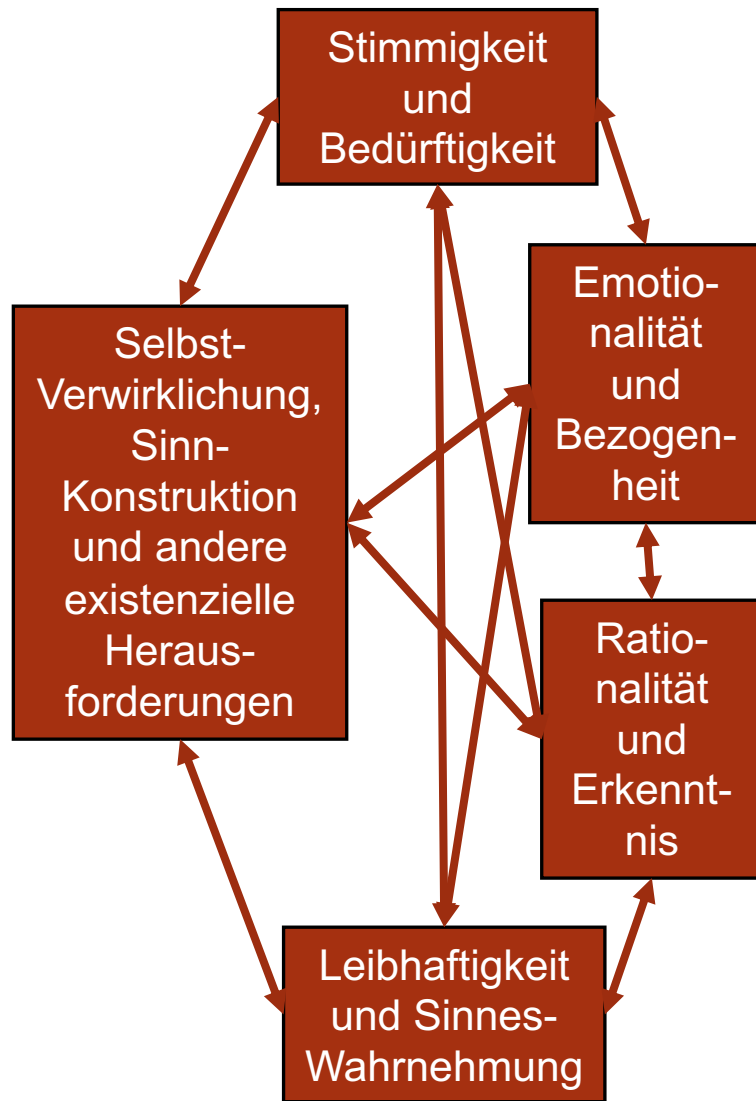 Stimmigkeit
und
Bedürftigkeit
Emotio-
nalität
und
Bezogen-
heit
Selbst-
Verwirklichung,
Sinn-
Konstruktion
und andere
existenzielle
Heraus-
forderungen
Ratio-
nalität
und
Erkennt-
nis
Leibhaftigkeit
und Sinnes-
Wahrnehmung